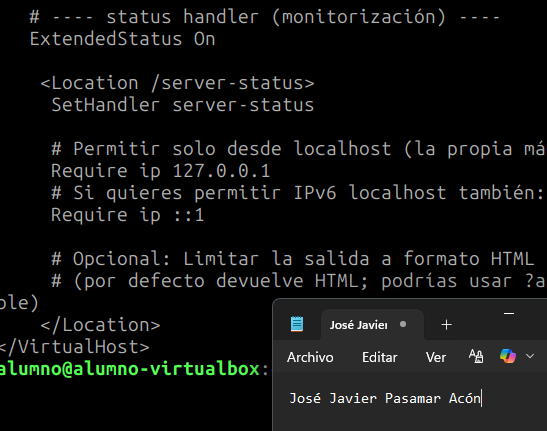 # ---- status handler (monitorización) ----
ExtendedStatus On
<Location /server-status>
SetHandler server-status
# Permitir solo desde localhost (la propia má
Require ip 127.0.0.1
# Si quieres permitir IPv6 localhost también:
Require ip ::1
# Opcional: Limitar la salida a formato HTML
# (por defecto devuelve HTML; podrías usar ?a
ole)
</Location>
</VirtualHost>
alumno@alumno-virtualbox:
José Javier
Archivo Editar Ver
José Javier Pasamar Acón